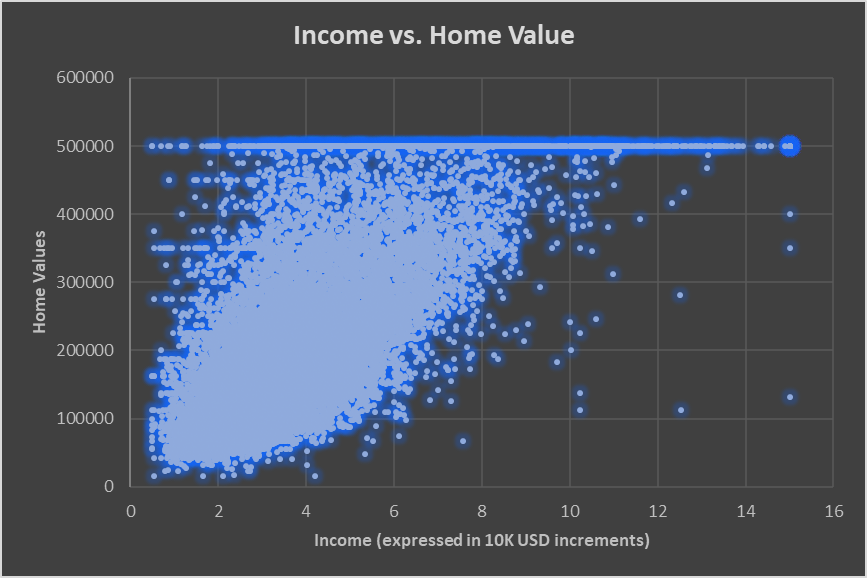 Income vs. Home Value
600000
500000
400000
300000
200000
100000
0
Home Values
0 2 4 6 8 10 12 14 16
Income (expressed in 10K USD increments)